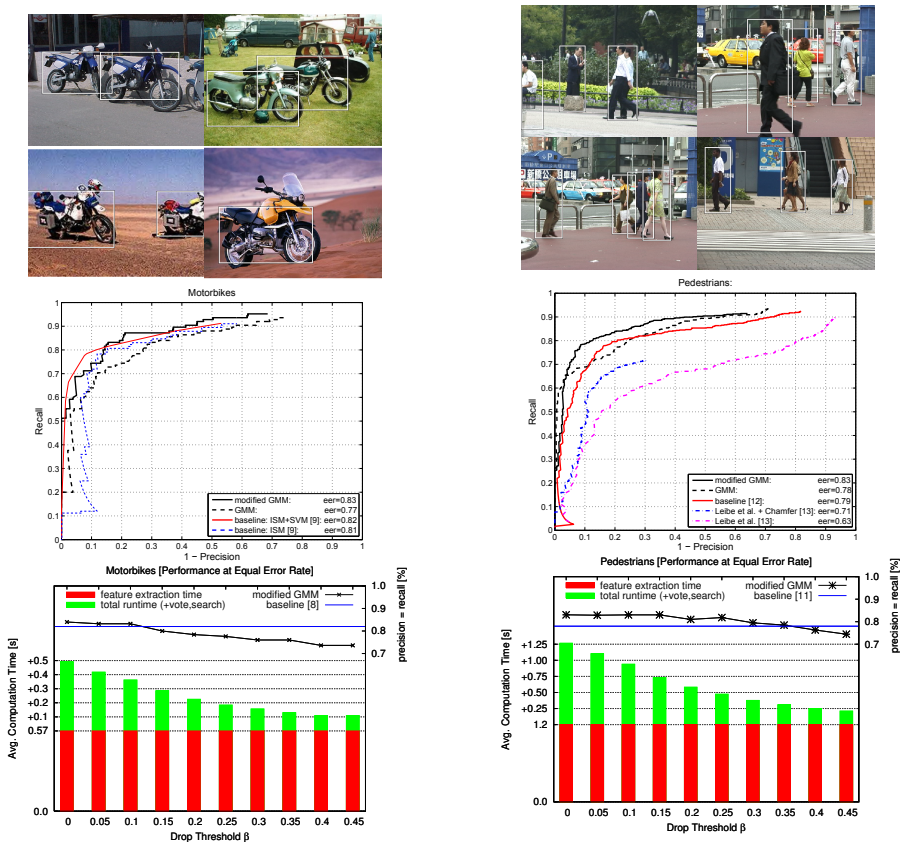 Motorbikes
1
0.9
0.8
0.7
0.6
0.5
0.4
0.3
0.2
0.1
0
Recall
modified GMM: eer=0.83
GMM: eer=0.77
baseline: ISM+SVM [9]: eer=0.82
baseline: ISM [9]: eer=0.81
0 0.1 0.2 0.3 0.4 0.5 0.6 0.7 0.8 0.9 1
1 − Precision
Pedestrians:
1
0.9
0.8
0.7
0.6
0.5
0.4
0.3
0.2
0.1
0
Recall
modified GMM: eer=0.83
GMM: eer=0.78
baseline [12]: eer=0.79
Leibe et al. + Chamfer [13]: eer=0.71
Leibe et al. [13]: eer=0.63
0 0.1 0.2 0.3 0.4 0.5 0.6 0.7 0.8 0.9 1
1 − Precision
Motorbikes [Performance at Equal Error Rate]
feature extraction time
total runtime (+vote,search)
modified GMM
baseline [8]
1.0
0.9
0.8
0.7
precision = recall [%]
+0.5
+0.4
+0.3
+0.2
+0.1
0.57
0.0
Avg. Computation Time [s]
0 0.05 0.1 0.15 0.2 0.25 0.3 0.35 0.4 0.45
Drop Threshold β
Pedestrians [Performance at Equal Error Rate]
feature extraction time
total runtime (+vote,search)
modified GMM
baseline [11]
1.0
0.9
0.8
0.7
precision = recall [%]
+1.25
+1.00
+0.75
+0.50
+0.25
1.2
0.0
Avg. Computation Time [s]
0 0.05 0.1 0.15 0.2 0.25 0.3 0.35 0.4 0.45
Drop Threshold β